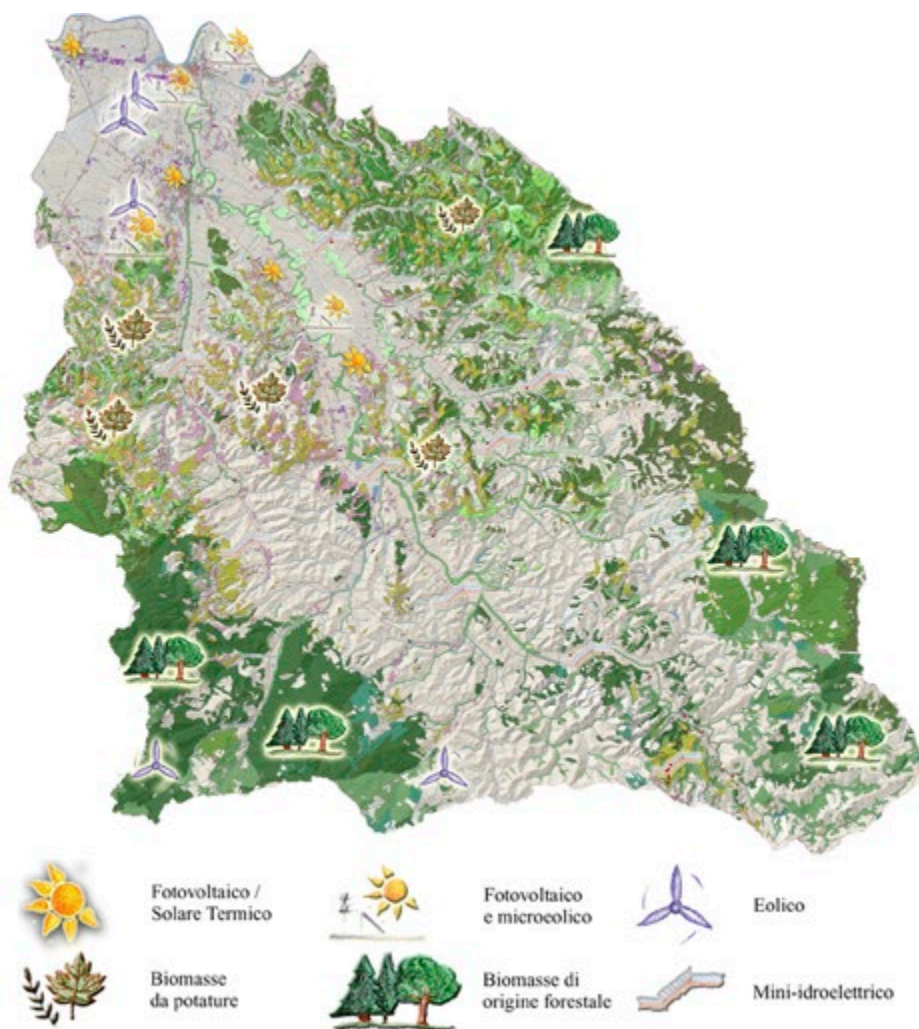 Fotovoltaico /
Solare Termico
Fotovoltaico
e microeolico
Eolico
Biomasse
da potature
Biomasse di
origine forestale
Mini-idroelettrico